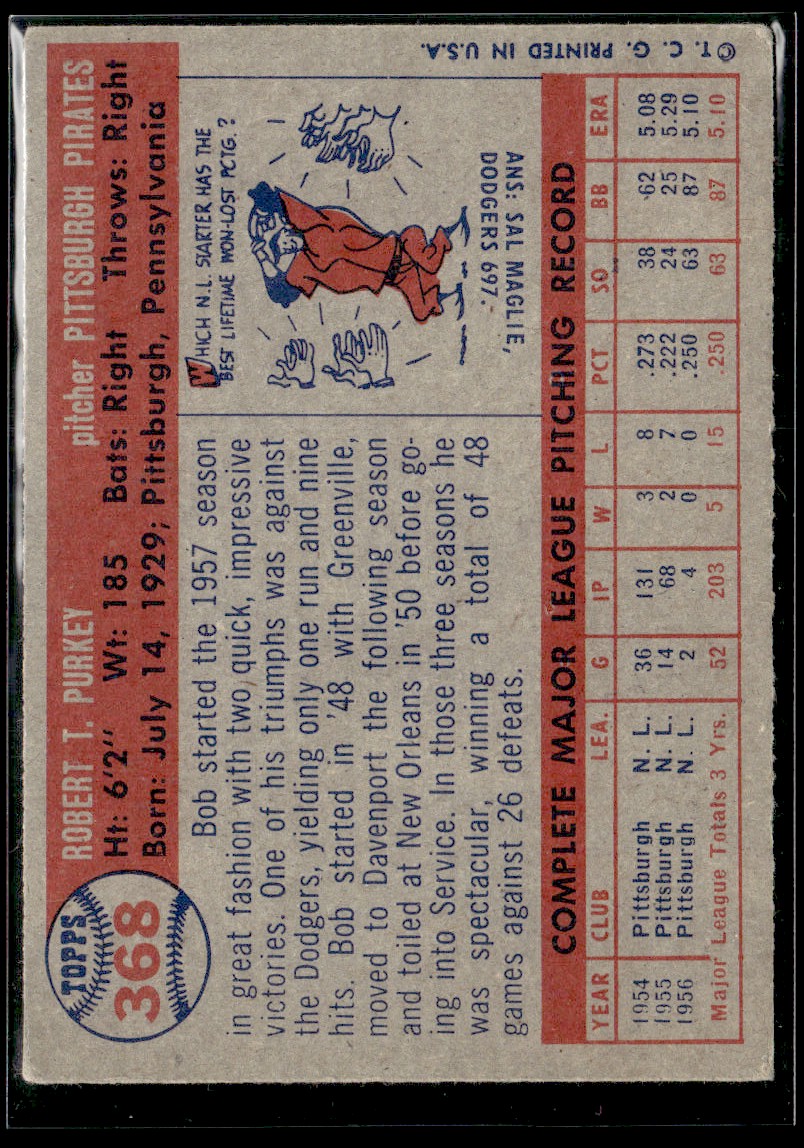 TOPPS
368
ROBERT T. PURKEY pitcher PITTSBURGH PIRATES
Ht: 6'2" Wt: 185 Bats: Right Throws: Right
Born: July 14, 1929; Pittsburgh, Pennsylvania
Bob started the 1957 season
in great fashion with two quick, impressive
victories. One of his triumphs was against
the Dodgers, yielding only one run and nine
hits. Bob started in '48 with Greenville,
moved to Davenport the following season
and toiled at New Orleans in '50 before go-
ing into Service. In those three seasons he
was spectacular, winning a total of 48
games against 26 defeats.
WHICH N.L. STARTER HAS THE
BEST LIFETIME WON-LOST PCTG. ?
ANS: SAL MAGLIE,
DODGERS 697.
COMPLETE MAJOR LEAGUE PITCHING RECORD
YEAR CLUB LEA. G IP W L PCT SO BB ERA
1954 Pittsburgh N. L. 36 131 3 8 .273 38 62 5.08
1955 Pittsburgh N. L. 14 68 2 7 .222 24 25 5.29
1956 Pittsburgh N. L. 2 4 0 0 .250 63 87 5.10
Major League Totals 3 Yrs. 52 203 5 15 .250 63 87 5.10
© T. C. G. PRINTED IN U.S.A.